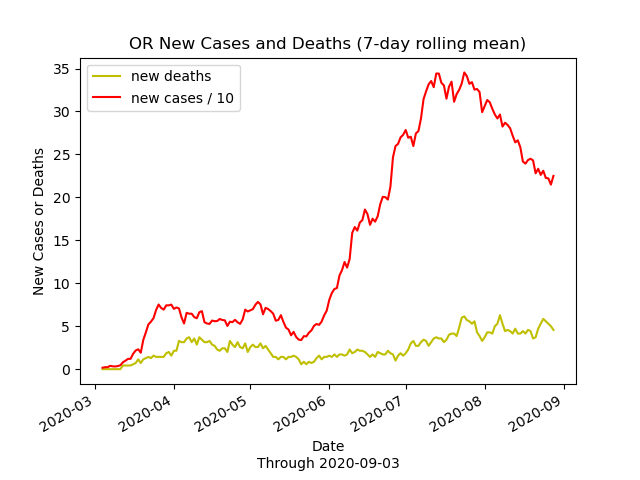 OR New Cases and Deaths (7-day rolling mean)
new deaths
new cases / 10
35
30
25
20
15
10
5
0
New Cases or Deaths
2020-03
2020-04
2020-05
2020-06
2020-07
2020-08
2020-09
Date
Through 2020-09-03